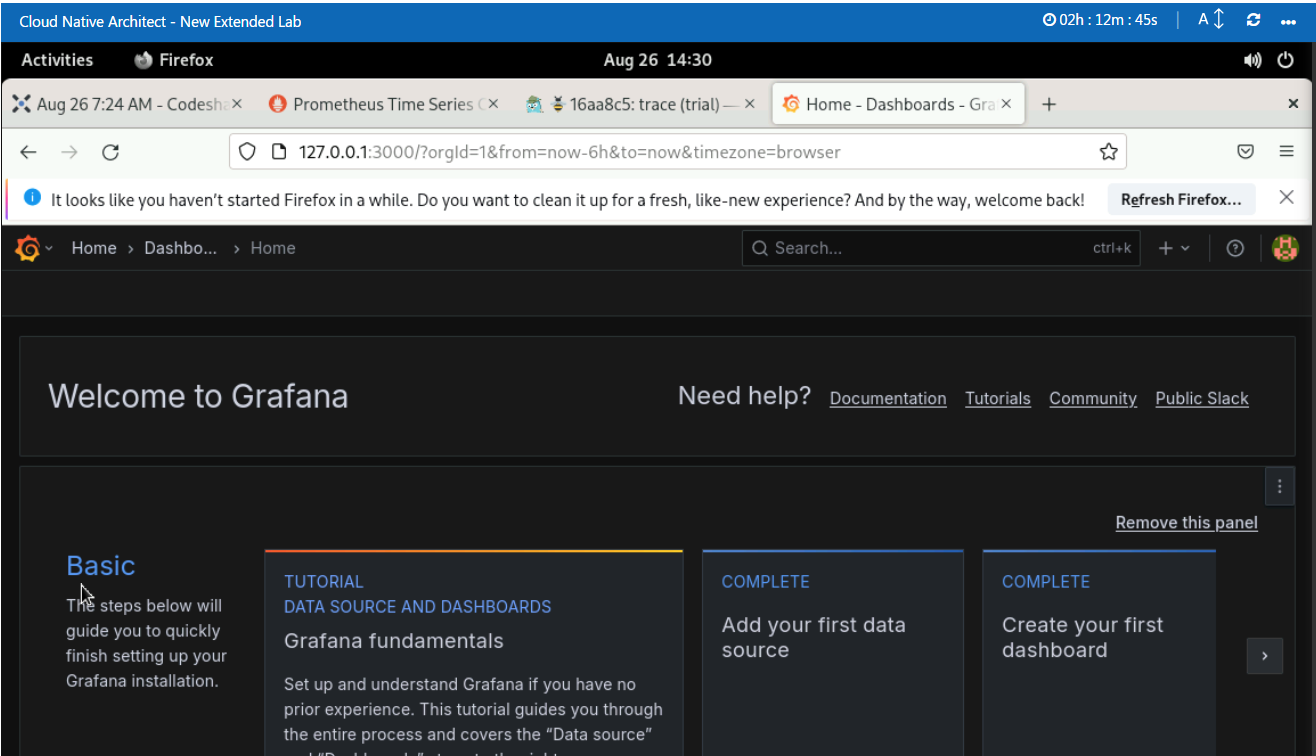 Cloud Native Architect - New Extended Lab
02h : 12m : 45s
A
Activities
Firefox
Aug 26 14:30
Aug 26 7:24 AM - Codesha
Prometheus Time Series C
16aa8c5: trace (trial) —
Home - Dashboards - Gra
127.0.0.1:3000/?orgId=1&from=now-6h&to=now&timezone=browser
It looks like you haven’t started Firefox in a while. Do you want to clean it up for a fresh, like-new experience? And by the way, welcome back!
Refresh Firefox...
Home › Dashbo... › Home
Search...
ctrl+k
Welcome to Grafana
Need help?
Documentation
Tutorials
Community
Public Slack
Remove this panel
Basic
The steps below will
guide you to quickly
finish setting up your
Grafana installation.
TUTORIAL
DATA SOURCE AND DASHBOARDS
Grafana fundamentals
Set up and understand Grafana if you have no
prior experience. This tutorial guides you through
the entire process and covers the “Data source”
COMPLETE
Add your first data
source
COMPLETE
Create your first
dashboard